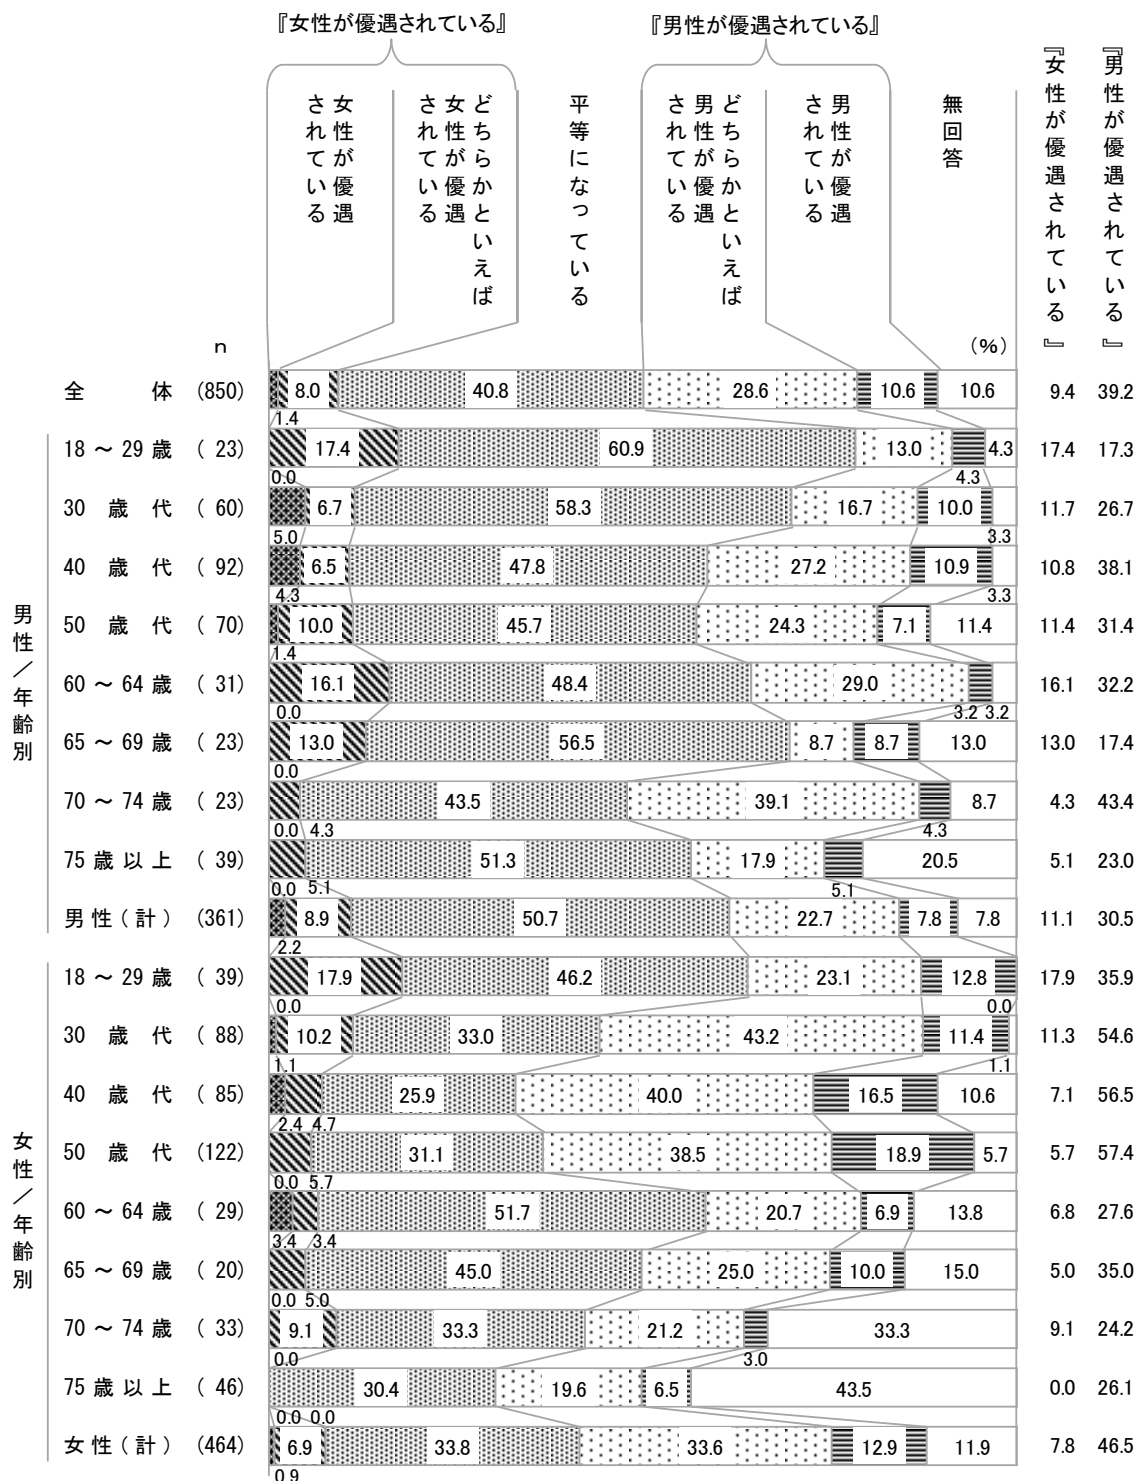 『女性が優遇されている』 『男性が優遇されている』
女性が優遇されている
どちらかといえば女性が優遇されている
平等になっている
どちらかといえば男性が優遇されている
男性が優遇されている
無回答
『女性が優遇されている』
『男性が優遇されている』
n (%)
全体 (850) 8.0 40.8 28.6 10.6 10.6 9.4 39.2
1.4
男性/年齢別
18～29歳 ( 23) 17.4 60.9 13.0 4.3 17.4 17.3
0.0 4.3
30歳代 ( 60) 6.7 58.3 16.7 10.0 11.7 26.7
5.0 3.3
40歳代 ( 92) 6.5 47.8 27.2 10.9 10.8 38.1
4.3 3.3
50歳代 ( 70) 10.0 45.7 24.3 7.1 11.4 11.4 31.4
1.4
60～64歳 ( 31) 16.1 48.4 29.0 16.1 32.2
0.0 3.2 3.2
65～69歳 ( 23) 13.0 56.5 8.7 8.7 13.0 13.0 17.4
0.0
70～74歳 ( 23) 43.5 39.1 8.7 4.3 43.4
0.0 4.3 4.3
75歳以上 ( 39) 51.3 17.9 20.5 5.1 23.0
0.0 5.1 5.1
男性(計) (361) 8.9 50.7 22.7 7.8 7.8 11.1 30.5
2.2
女性/年齢別
18～29歳 ( 39) 17.9 46.2 23.1 12.8 17.9 35.9
0.0 0.0
30歳代 ( 88) 10.2 33.0 43.2 11.4 11.3 54.6
1.1 1.1
40歳代 ( 85) 25.9 40.0 16.5 10.6 7.1 56.5
2.4 4.7
50歳代 (122) 31.1 38.5 18.9 5.7 5.7 57.4
0.0 5.7
60～64歳 ( 29) 51.7 20.7 6.9 13.8 6.8 27.6
3.4 3.4
65～69歳 ( 20) 45.0 25.0 10.0 15.0 5.0 35.0
0.0 5.0
70～74歳 ( 33) 9.1 33.3 21.2 33.3 9.1 24.2
0.0 3.0
75歳以上 ( 46) 30.4 19.6 6.5 43.5 0.0 26.1
0.0 0.0
女性(計) (464) 6.9 33.8 33.6 12.9 11.9 7.8 46.5
0.9